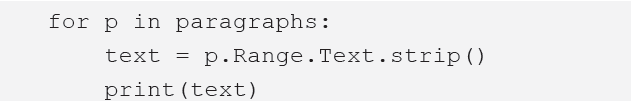 for p in paragraphs:
    text = p.Range.Text.strip()
    print(text)